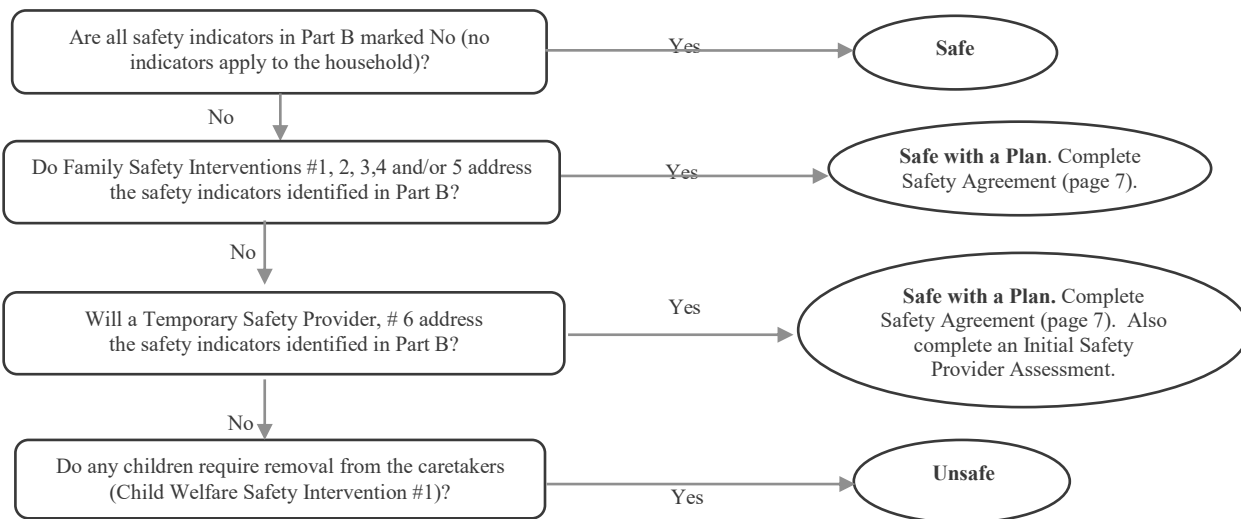 Are all safety indicators in Part B marked No (no
indicators apply to the household)?
Yes
Safe
No
Do Family Safety Interventions #1, 2, 3,4 and/or 5 address
the safety indicators identified in Part B?
Yes
Safe with a Plan. Complete
Safety Agreement (page 7).
No
Will a Temporary Safety Provider, # 6 address
the safety indicators identified in Part B?
Yes
Safe with a Plan. Complete
Safety Agreement (page 7). Also
complete an Initial Safety
Provider Assessment.
No
Do any children require removal from the caretakers
(Child Welfare Safety Intervention #1)?
Yes
Unsafe